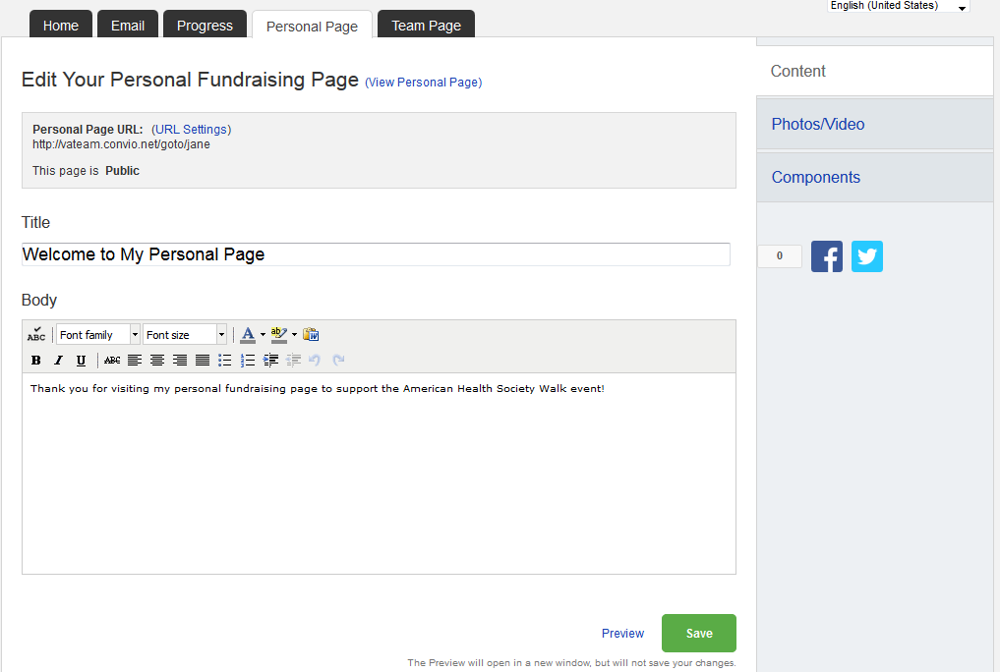 English (United States)
Home Email Progress Personal Page Team Page
Edit Your Personal Fundraising Page (View Personal Page)
Personal Page URL: (URL Settings)
http://vateam.convio.net/goto/jane
This page is Public
Title
Welcome to My Personal Page
Body
ABC Font family Font size A ab
B I U ABC
Thank you for visiting my personal fundraising page to support the American Health Society Walk event!
Preview Save
The Preview will open in a new window, but will not save your changes.
Content
Photos/Video
Components
0